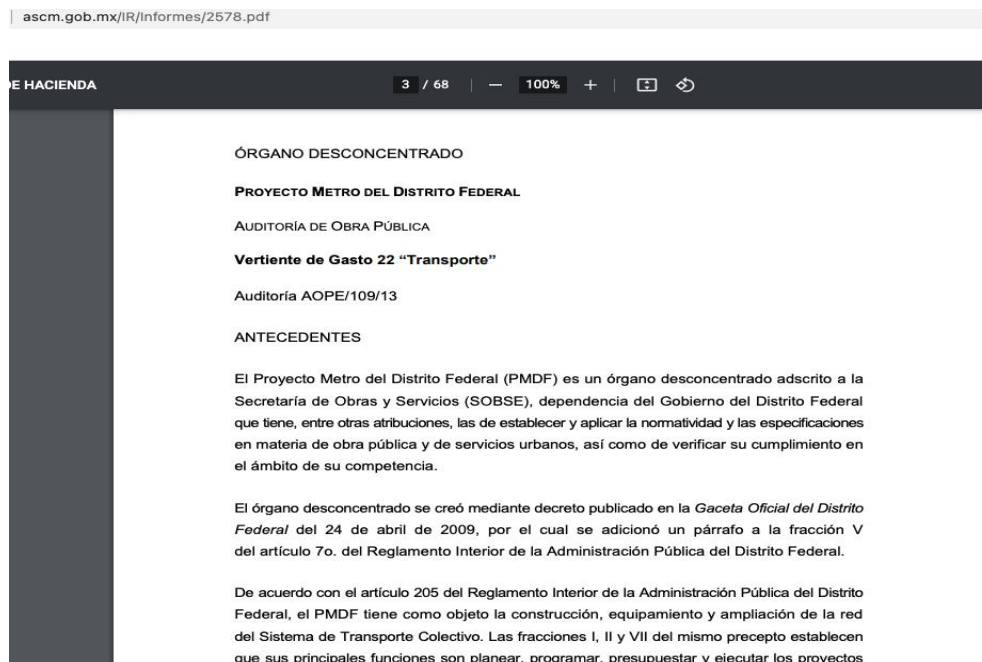 ascm.gob.mx/IR/Informes/2578.pdf
DE HACIENDA
3 / 68
100%
ÓRGANO DESCONCENTRADO
PROYECTO METRO DEL DISTRITO FEDERAL
AUDITORÍA DE OBRA PÚBLICA
Vertiente de Gasto 22 “Transporte”
Auditoría AOPE/109/13
ANTECEDENTES
El Proyecto Metro del Distrito Federal (PMDF) es un órgano desconcentrado adscrito a la
Secretaría de Obras y Servicios (SOBSE), dependencia del Gobierno del Distrito Federal
que tiene, entre otras atribuciones, las de establecer y aplicar la normatividad y las especificaciones
en materia de obra pública y de servicios urbanos, así como de verificar su cumplimiento en
el ámbito de su competencia.
El órgano desconcentrado se creó mediante decreto publicado en la Gaceta Oficial del Distrito
Federal del 24 de abril de 2009, por el cual se adicionó un párrafo a la fracción V
del artículo 7o. del Reglamento Interior de la Administración Pública del Distrito Federal.
De acuerdo con el artículo 205 del Reglamento Interior de la Administración Pública del Distrito
Federal, el PMDF tiene como objeto la construcción, equipamiento y ampliación de la red
del Sistema de Transporte Colectivo. Las fracciones I, II y VII del mismo precepto establecen
que sus principales funciones son planear, programar, presupuestar y ejecutar los proyectos